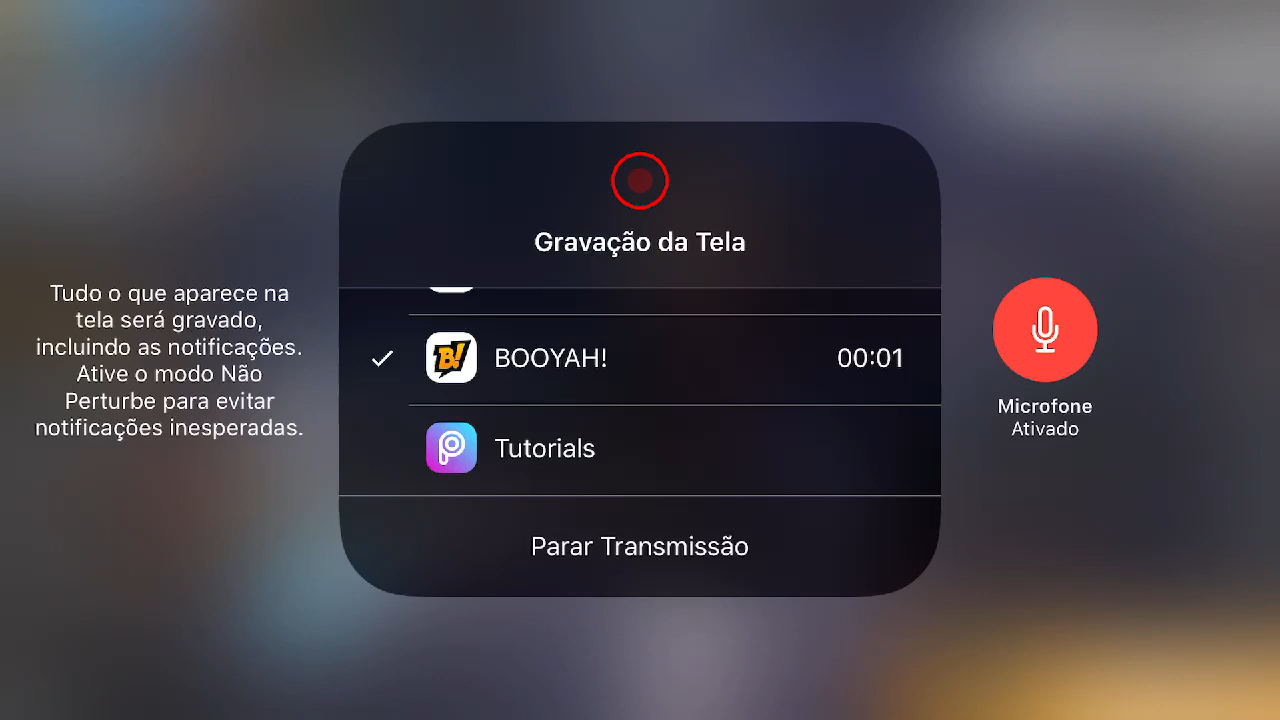 Gravação da Tela
Tudo o que aparece na
tela será gravado,
incluindo as notificações.
Ative o modo Não
Perturbe para evitar
notificações inesperadas.
B!
BOOYAH!
00:01
Tutorials
Parar Transmissão
Microfone
Ativado